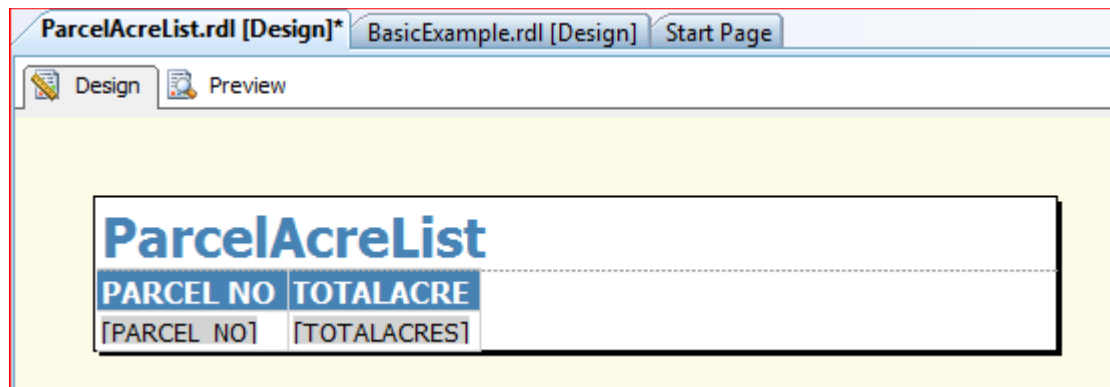 ParcelAcreList.rdl [Design]* BasicExample.rdl [Design] Start Page
Design Preview
ParcelAcreList
PARCEL NO TOTALACRE
[PARCEL_NO] [TOTALACRES]